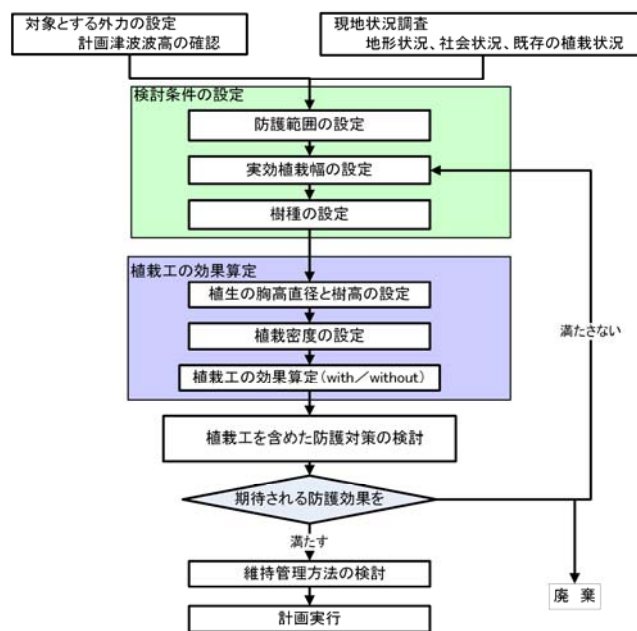 対象とする外力の設定
計画津波波高の確認
現地状況調査
地形状況、社会状況、既存の植栽状況
検討条件の設定
防護範囲の設定
実効植栽幅の設定
樹種の設定
植栽工の効果算定
植生の胸高直径と樹高の設定
植栽密度の設定
植栽工の効果算定(with/without)
満たさない
植栽工を含めた防護対策の検討
期待される防護効果を
満たす
維持管理方法の検討
廃 棄
計画実行